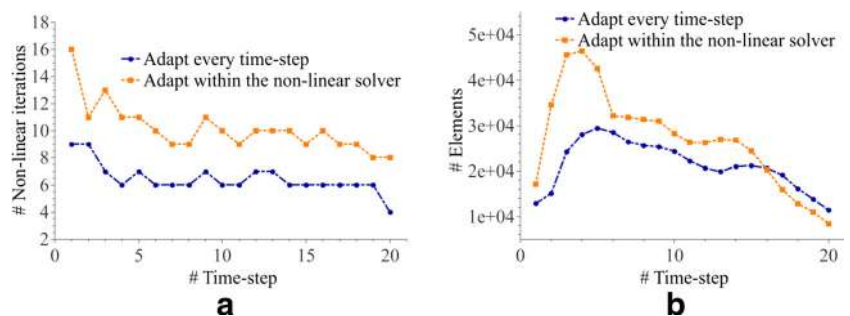 18
16
14
12
10
8
6
4
2
# Non-linear iterations
Adapt every time-step
Adapt within the non-linear solver
0
5
10
15
20
# Time-step
a
5e+04
4e+04
3e+04
2e+04
1e+04
# Elements
Adapt every time-step
Adapt within the non-linear solver
0
10
20
# Time-step
b